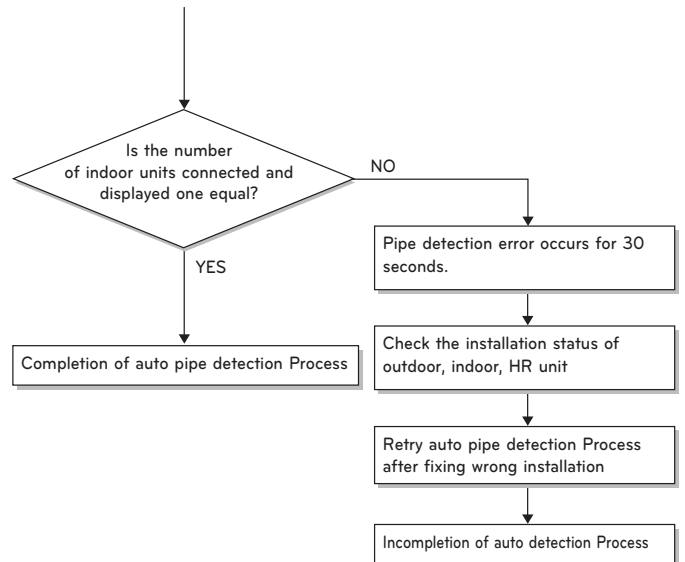 Is the number
of indoor units connected and
displayed one equal?
NO
YES
Pipe detection error occurs for 30
seconds.
Completion of auto pipe detection Process
Check the installation status of
outdoor, indoor, HR unit
Retry auto pipe detection Process
after fixing wrong installation
Incompletion of auto detection Process